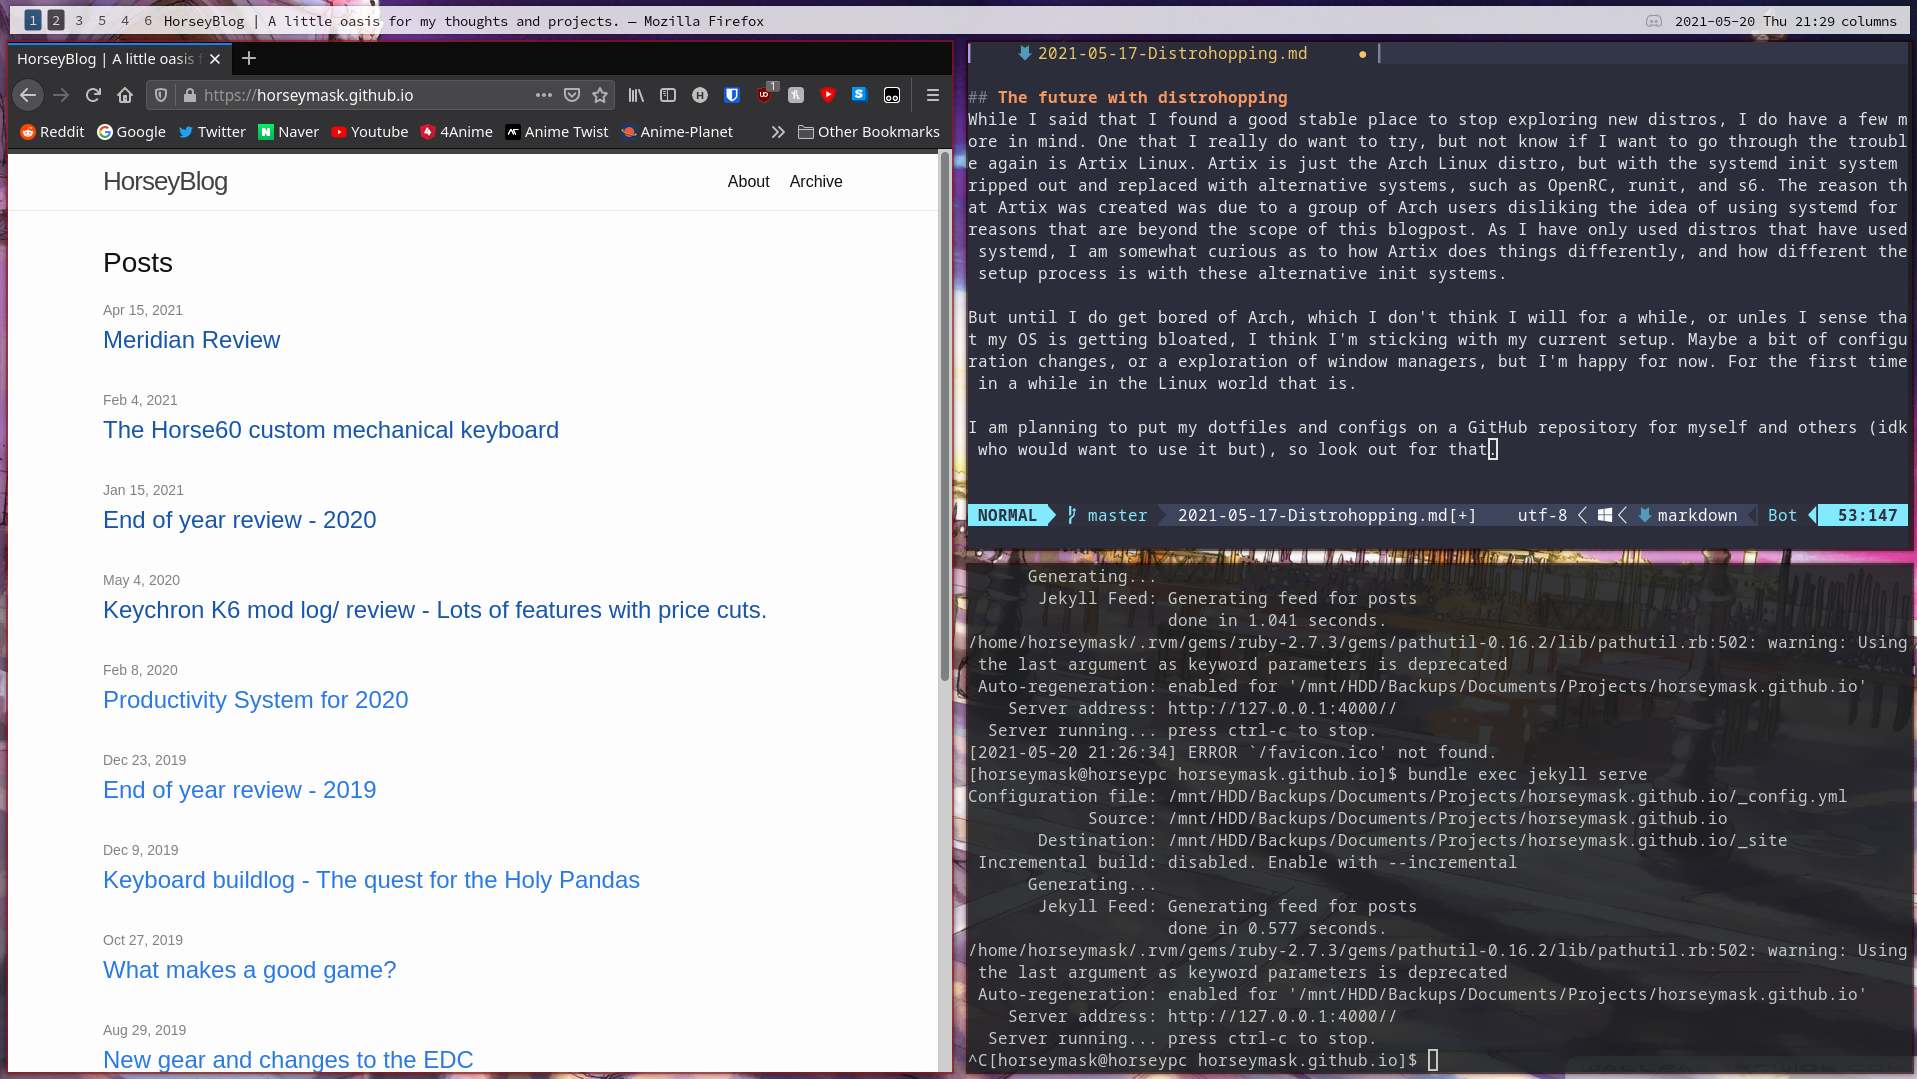 1 2 3 5 4 6 HorseyBlog | A little oasis for my thoughts and projects. — Mozilla Firefox
2021-05-20 Thu 21:29 columns
HorseyBlog | A little oasis f
https://horseymask.github.io
1
Reddit Google Twitter Naver Youtube 4Anime Anime Twist Anime-Planet Other Bookmarks
HorseyBlog
About Archive
Posts
Apr 15, 2021
Meridian Review
Feb 4, 2021
The Horse60 custom mechanical keyboard
Jan 15, 2021
End of year review - 2020
May 4, 2020
Keychron K6 mod log/ review - Lots of features with price cuts.
Feb 8, 2020
Productivity System for 2020
Dec 23, 2019
End of year review - 2019
Dec 9, 2019
Keyboard buildlog - The quest for the Holy Pandas
Oct 27, 2019
What makes a good game?
Aug 29, 2019
New gear and changes to the EDC
2021-05-17-Distrohopping.md
## The future with distrohopping
While I said that I found a good stable place to stop exploring new distros, I do have a few m
ore in mind. One that I really do want to try, but not know if I want to go through the troubl
e again is Artix Linux. Artix is just the Arch Linux distro, but with the systemd init system
ripped out and replaced with alternative systems, such as OpenRC, runit, and s6. The reason th
at Artix was created was due to a group of Arch users disliking the idea of using systemd for
reasons that are beyond the scope of this blogpost. As I have only used distros that have used
systemd, I am somewhat curious as to how Artix does things differently, and how different the
setup process is with these alternative init systems.
But until I do get bored of Arch, which I don't think I will for a while, or unles I sense tha
t my OS is getting bloated, I think I'm sticking with my current setup. Maybe a bit of configu
ration changes, or a exploration of window managers, but I'm happy for now. For the first time
in a while in the Linux world that is.
I am planning to put my dotfiles and configs on a GitHub repository for myself and others (idk
who would want to use it but), so look out for that.
NORMAL master 2021-05-17-Distrohopping.md[+] utf-8 < < markdown Bot 53:147
Generating...
Jekyll Feed: Generating feed for posts
done in 1.041 seconds.
/home/horseymask/.rvm/gems/ruby-2.7.3/gems/pathutil-0.16.2/lib/pathutil.rb:502: warning: Using
the last argument as keyword parameters is deprecated
Auto-regeneration: enabled for '/mnt/HDD/Backups/Documents/Projects/horseymask.github.io'
Server address: http://127.0.0.1:4000//
Server running... press ctrl-c to stop.
[2021-05-20 21:26:34] ERROR `/favicon.ico' not found.
[horseymask@horseypc horseymask.github.io]$ bundle exec jekyll serve
Configuration file: /mnt/HDD/Backups/Documents/Projects/horseymask.github.io/_config.yml
Source: /mnt/HDD/Backups/Documents/Projects/horseymask.github.io
Destination: /mnt/HDD/Backups/Documents/Projects/horseymask.github.io/_site
Incremental build: disabled. Enable with --incremental
Generating...
Jekyll Feed: Generating feed for posts
done in 0.577 seconds.
/home/horseymask/.rvm/gems/ruby-2.7.3/gems/pathutil-0.16.2/lib/pathutil.rb:502: warning: Using
the last argument as keyword parameters is deprecated
Auto-regeneration: enabled for '/mnt/HDD/Backups/Documents/Projects/horseymask.github.io'
Server address: http://127.0.0.1:4000//
Server running... press ctrl-c to stop.
^C[horseymask@horseypc horseymask.github.io]$